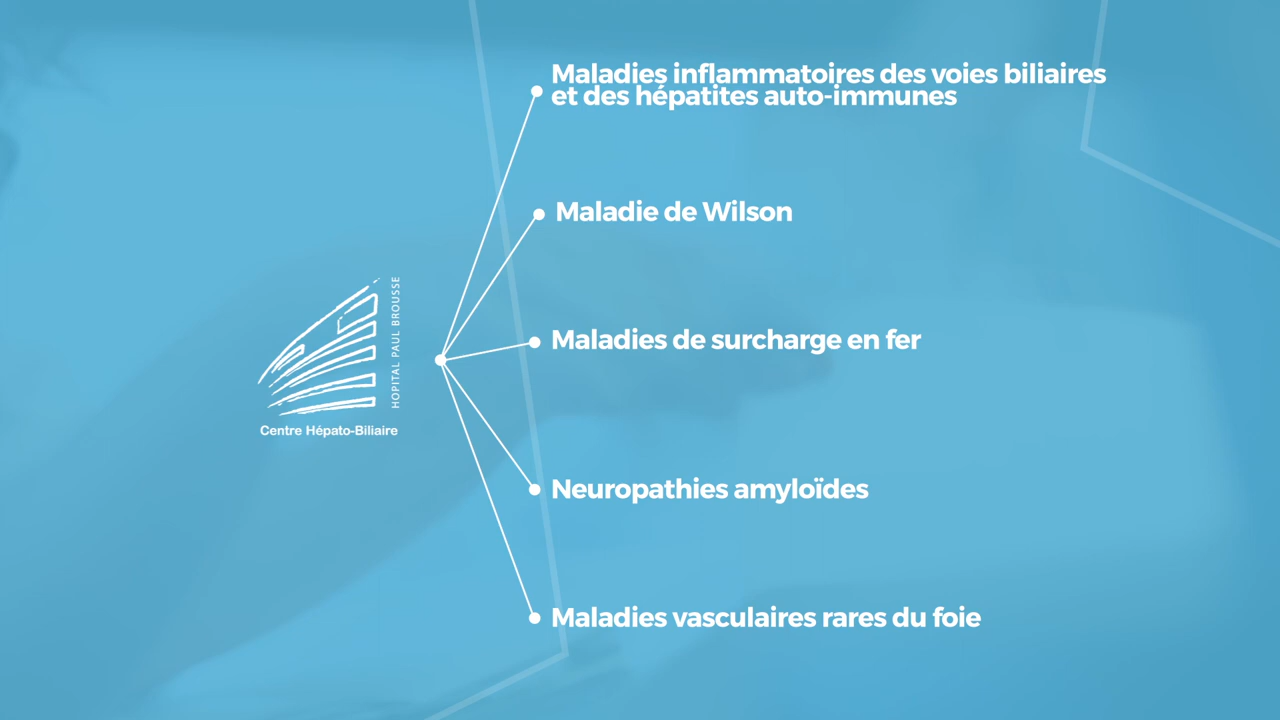 Maladies inflammatoires des voies biliaires
et des hépatites auto-immunes
Maladie de Wilson
HOPITAL PAUL BROUSSE
Maladies de surcharge en fer
Centre Hépato-Biliaire
Neuropathies amyloïdes
Maladies vasculaires rares du foie